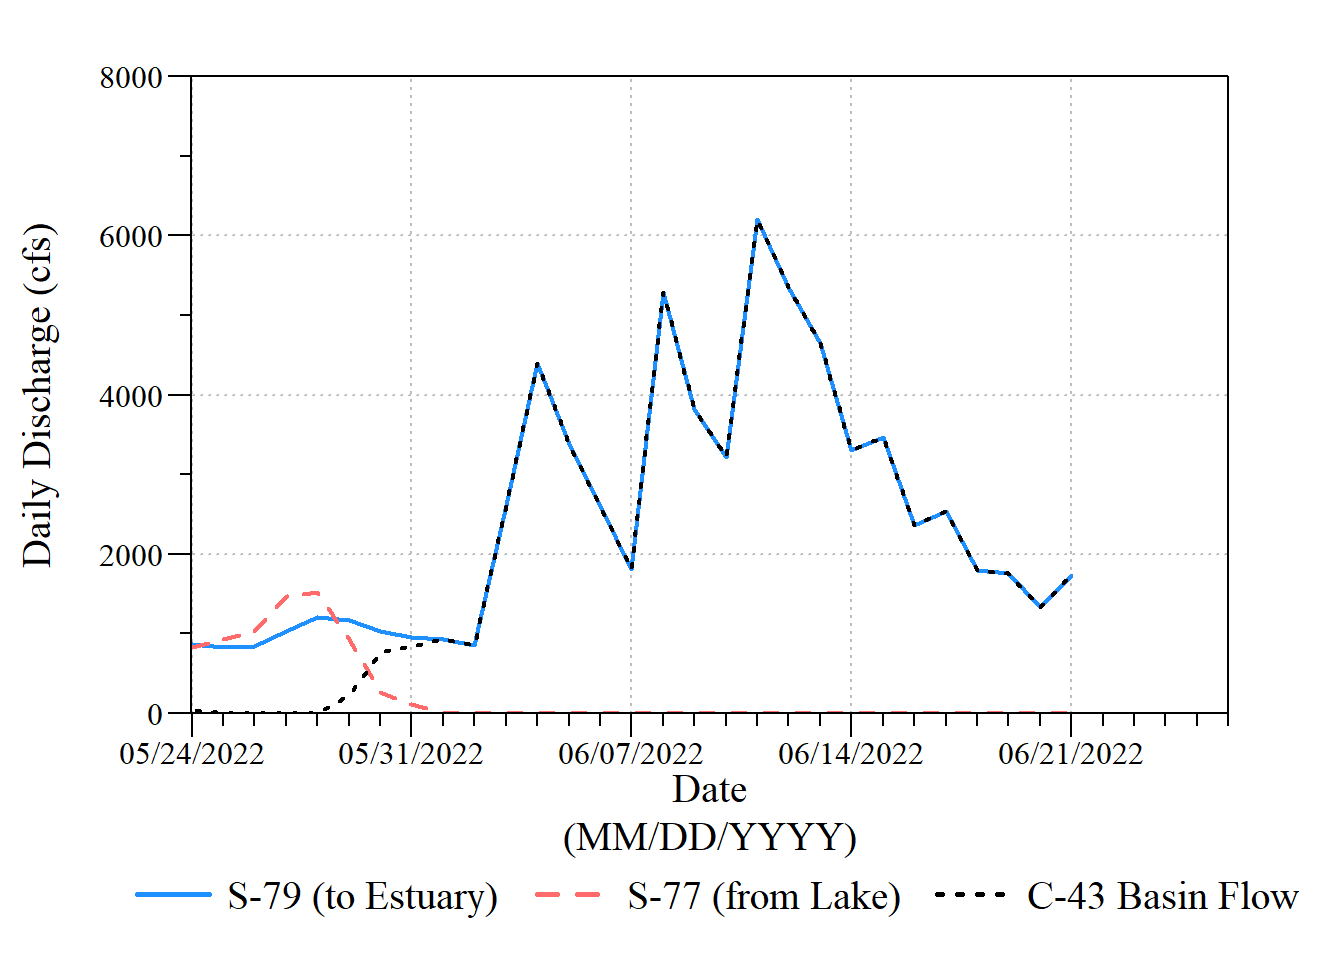 8000
6000
4000
2000
0
Daily Discharge (cfs)
05/24/2022 05/31/2022 06/07/2022 06/14/2022 06/21/2022
Date
(MM/DD/YYYY)
S-79 (to Estuary) S-77 (from Lake) C-43 Basin Flow